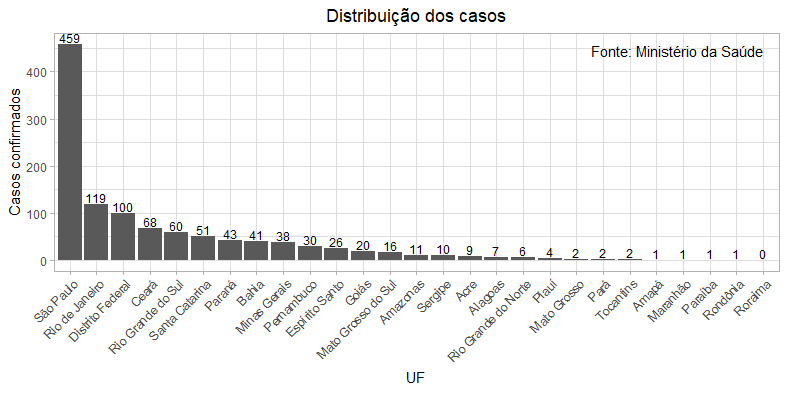 Distribuição dos casos
Fonte: Ministério da Saúde
Casos confirmados
400
300
200
100
0
459
119
100
68
60
51
43
41
38
30
26
20
16
11
10
9
7
6
4
2
2
2
1
1
1
1
0
São Paulo
Rio de Janeiro
Distrito Federal
Ceará
Rio Grande do Sul
Santa Catarina
Paraná
Bahia
Minas Gerais
Pernambuco
Espírito Santo
Goiás
Mato Grosso do Sul
Amazonas
Sergipe
Acre
Alagoas
Rio Grande do Norte
Piauí
Mato Grosso
Pará
Tocantins
Amapá
Maranhão
Paraíba
Rondônia
Roraima
UF